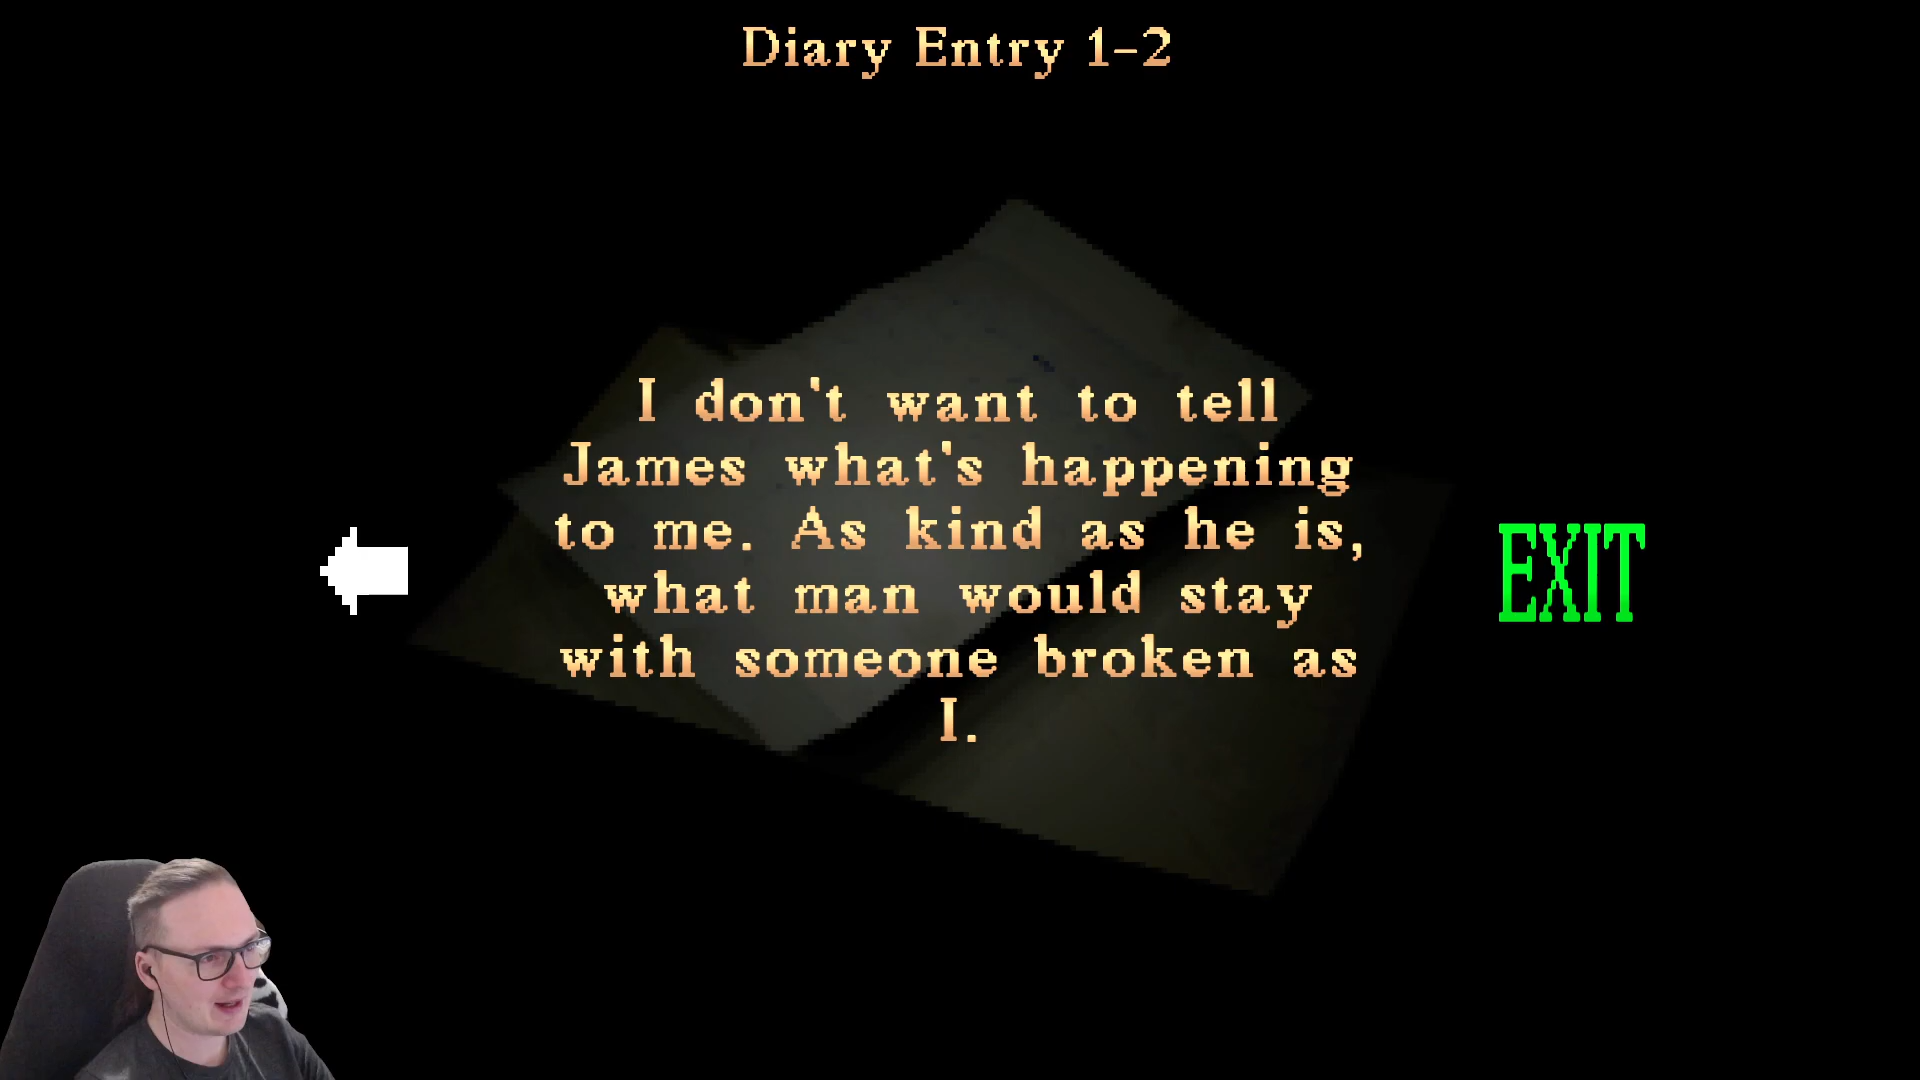 Diary Entry 1-2
I don't want to tell
James what's happening
to me. As kind as he is,
what man would stay
with someone broken as
I.
EXIT